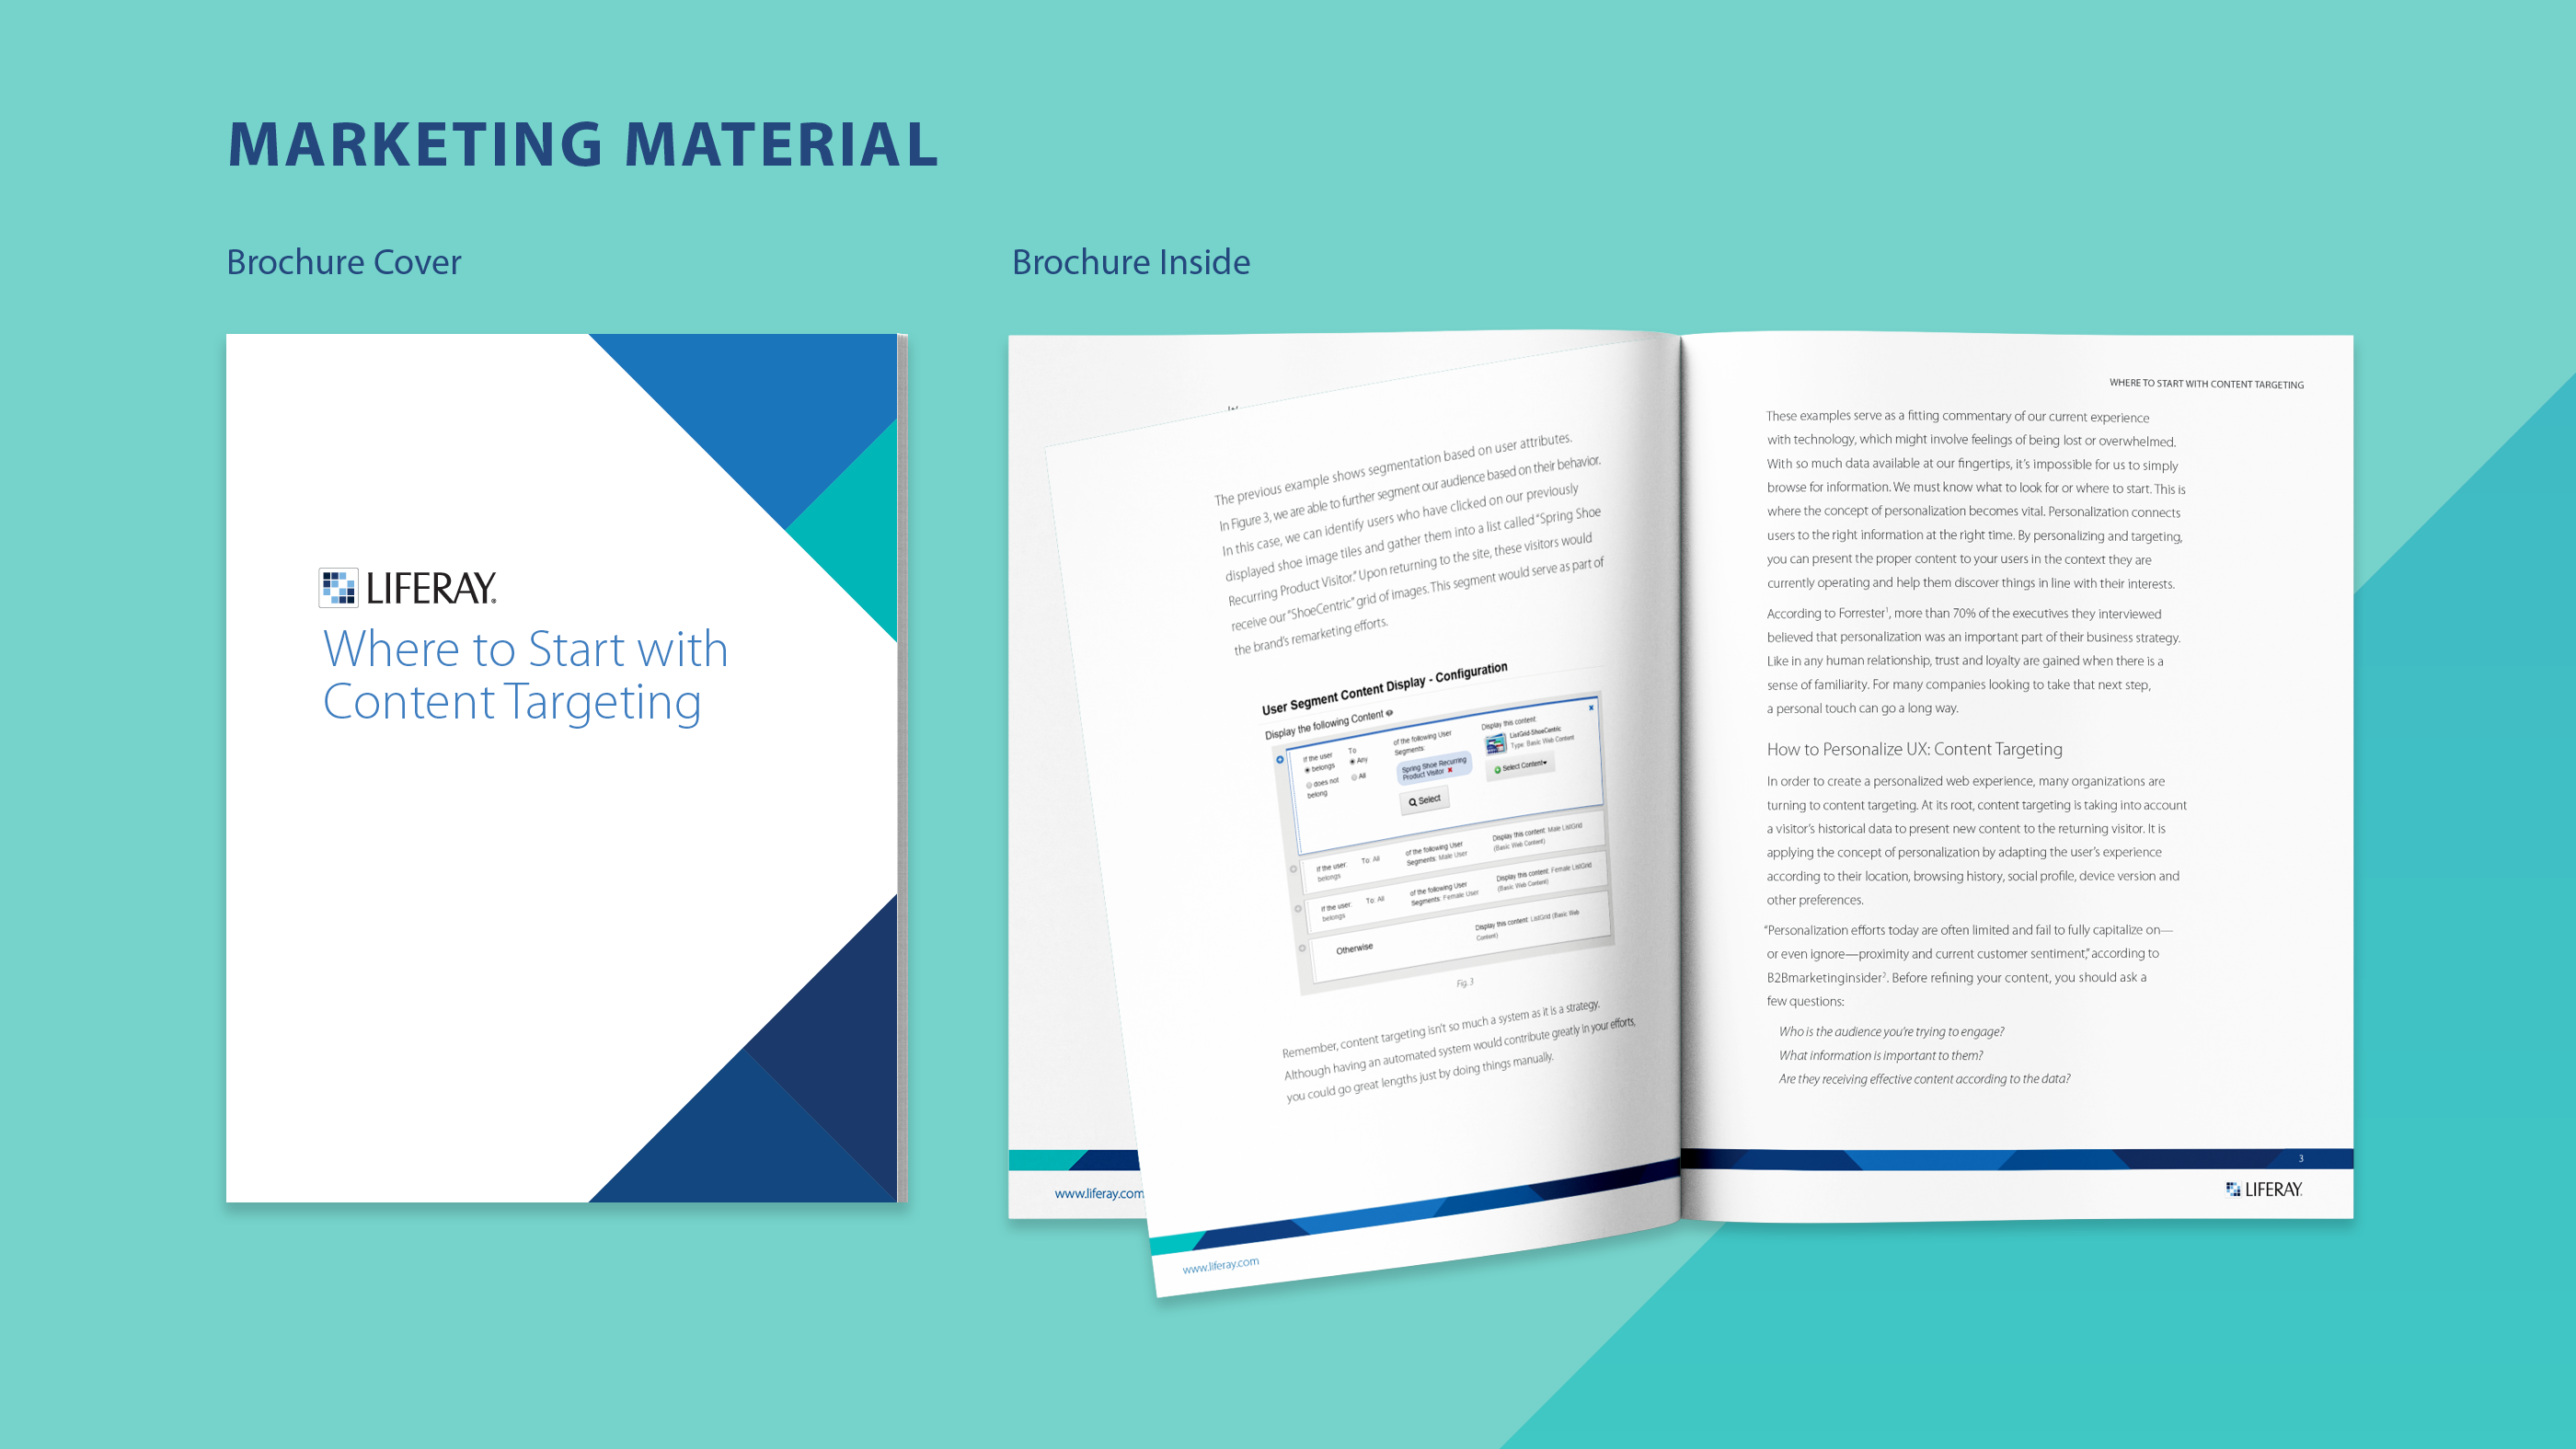 MARKETING MATERIAL
Brochure Cover
LIFERAY®
Where to Start with
Content Targeting
Brochure Inside
www.liferay.com
The previous example shows segmentation based on user attributes.
In Figure 3, we are able to further segment our audience based on their behavior.
In this case, we can identify users who have clicked on our previously
displayed shoe image tiles and gather them into a list called “Spring Shoe
Recurring Product Visitor.” Upon returning to the site, these visitors would
receive our “ShoeCentric” grid of images. This segment would serve as part of
the brand’s remarketing efforts.
User Segment Content Display - Configuration
Display the following Content
If the user
belongs
does not
belong
To
Any
All
of the following User
Segments:
Spring Shoe Recurring
Product Visitor
Select
Display this content:
ListGrid-ShoeCentric
Type: Basic Web Content
Select Content
If the user:
belongs
To: All
of the following User
Segments: Male User
Display this content: Male ListGrid
(Basic Web Content)
If the user:
belongs
To: All
of the following User
Segments: Female User
Display this content: Female ListGrid
(Basic Web Content)
Otherwise
Display this content: ListGrid (Basic Web
Content)
Fig. 3
Remember, content targeting isn’t so much a system as it is a strategy.
Although having an automated system would contribute greatly in your efforts,
you could go great lengths just by doing things manually.
www.liferay.com
WHERE TO START WITH CONTENT TARGETING
These examples serve as a fitting commentary of our current experience
with technology, which might involve feelings of being lost or overwhelmed.
With so much data available at our fingertips, it’s impossible for us to simply
browse for information. We must know what to look for or where to start. This is
where the concept of personalization becomes vital. Personalization connects
users to the right information at the right time. By personalizing and targeting,
you can present the proper content to your users in the context they are
currently operating and help them discover things in line with their interests.
According to Forrester¹, more than 70% of the executives they interviewed
believed that personalization was an important part of their business strategy.
Like in any human relationship, trust and loyalty are gained when there is a
sense of familiarity. For many companies looking to take that next step,
a personal touch can go a long way.
How to Personalize UX: Content Targeting
In order to create a personalized web experience, many organizations are
turning to content targeting. At its root, content targeting is taking into account
a visitor’s historical data to present new content to the returning visitor. It is
applying the concept of personalization by adapting the user’s experience
according to their location, browsing history, social profile, device version and
other preferences.
“Personalization efforts today are often limited and fail to fully capitalize on—
or even ignore—proximity and current customer sentiment,” according to
B2Bmarketinginsider². Before refining your content, you should ask a
few questions:
Who is the audience you’re trying to engage?
What information is important to them?
Are they receiving effective content according to the data?
3
LIFERAY.